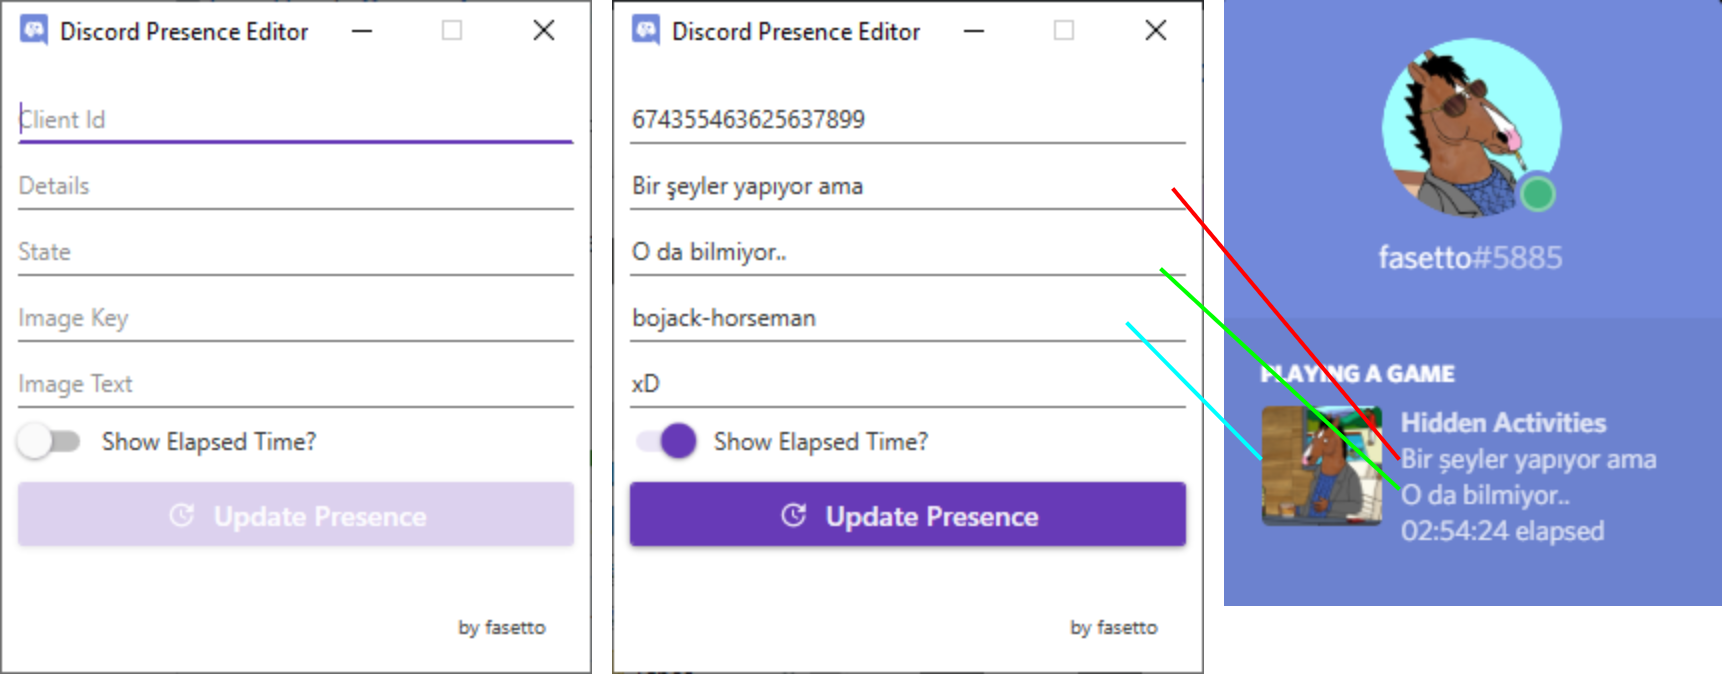 Discord Presence Editor
Client Id
Details
State
Image Key
Image Text
Show Elapsed Time?
Update Presence
by fasetto
Discord Presence Editor
674355463625637899
Bir şeyler yapıyor ama
O da bilmiyor..
bojack-horseman
xD
Show Elapsed Time?
Update Presence
by fasetto
fasetto#5885
PLAYING A GAME
Hidden Activities
Bir şeyler yapıyor ama
O da bilmiyor..
02:54:24 elapsed